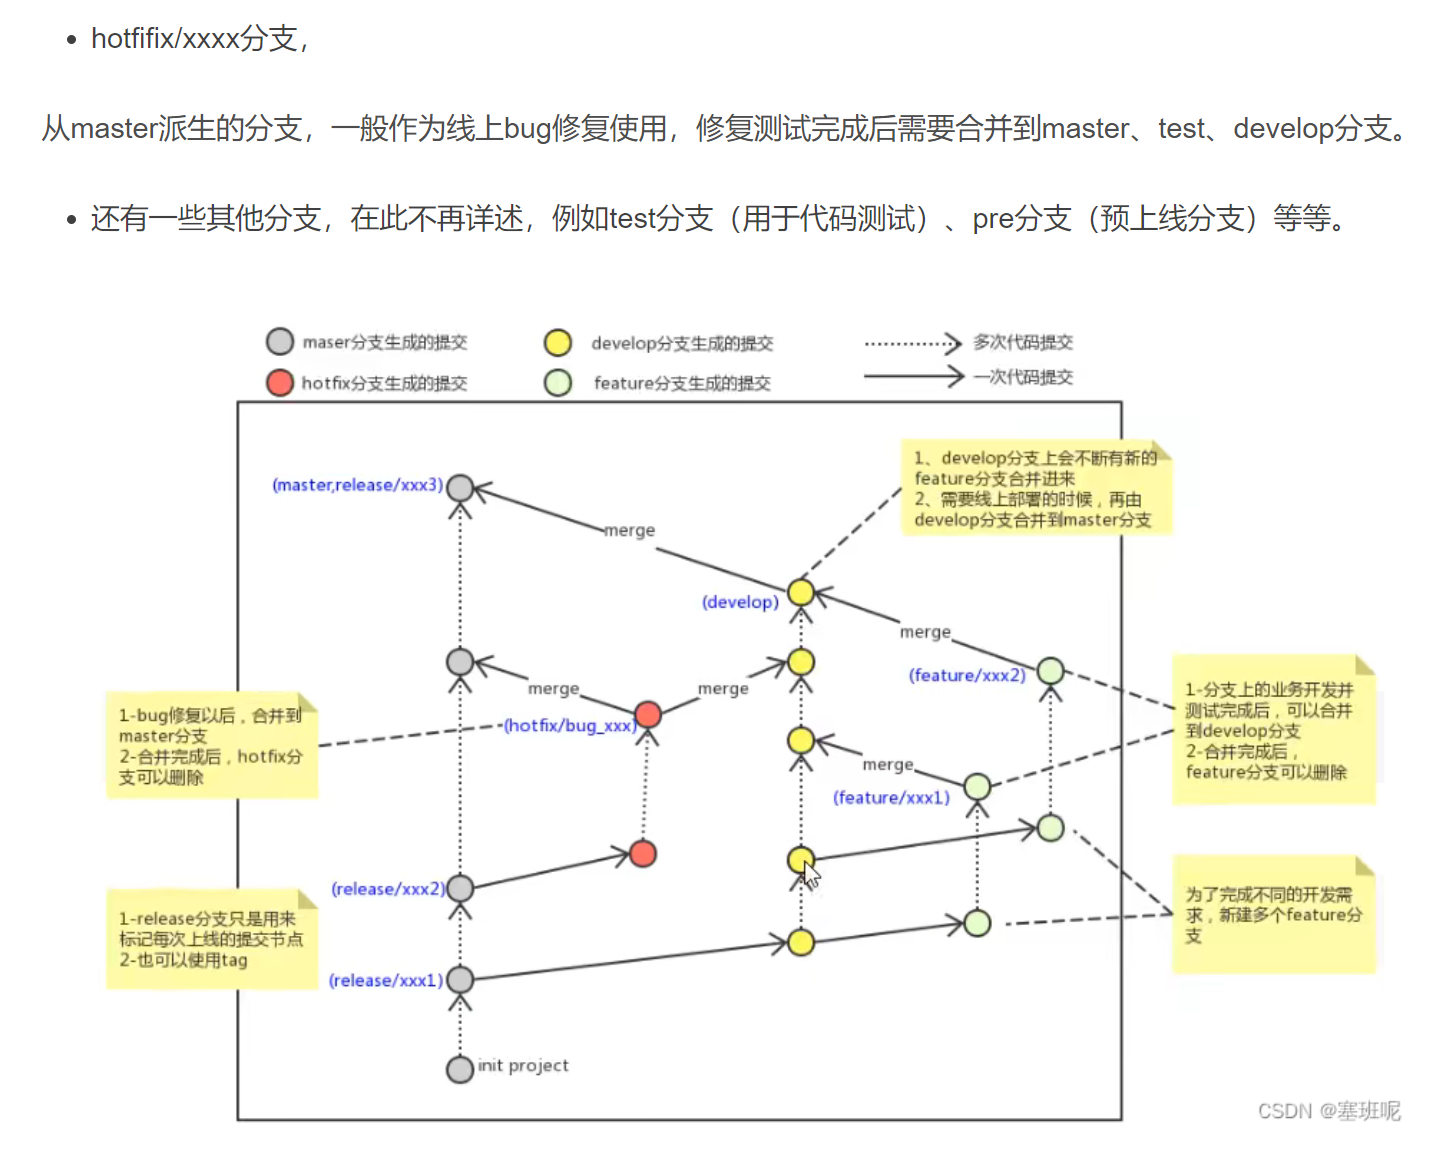 hotfifix/xxxx分支，
从master派生的分支，一般作为线上bug修复使用，修复测试完成后需要合并到master、test、develop分支。
还有一些其他分支，在此不再详述，例如test分支（用于代码测试）、pre分支（预上线分支）等等。
maser分支生成的提交
develop分支生成的提交
多次代码提交
hotfix分支生成的提交
feature分支生成的提交
一次代码提交
1、develop分支上会不断有新的
feature分支合并进来
2、需要线上部署的时候，再由
develop分支合并到master分支
(master,release/xxx3)
merge
(develop)
merge
(feature/xxx2)
merge
merge
1-分支上的业务开发并
测试完成后，可以合并
到develop分支
2-合并完成后，
feature分支可以删除
1-bug修复以后，合并到
master分支
2-合并完成后，hotfix分
支可以删除
(hotfix/bug_xxx)
merge
(feature/xxx1)
(release/xxx2)
为了完成不同的开发需
求，新建多个feature分
支
1-release分支只是用来
标记每次上线的提交节点
2-也可以使用tag
(release/xxx1)
init project
CSDN @塞班呢